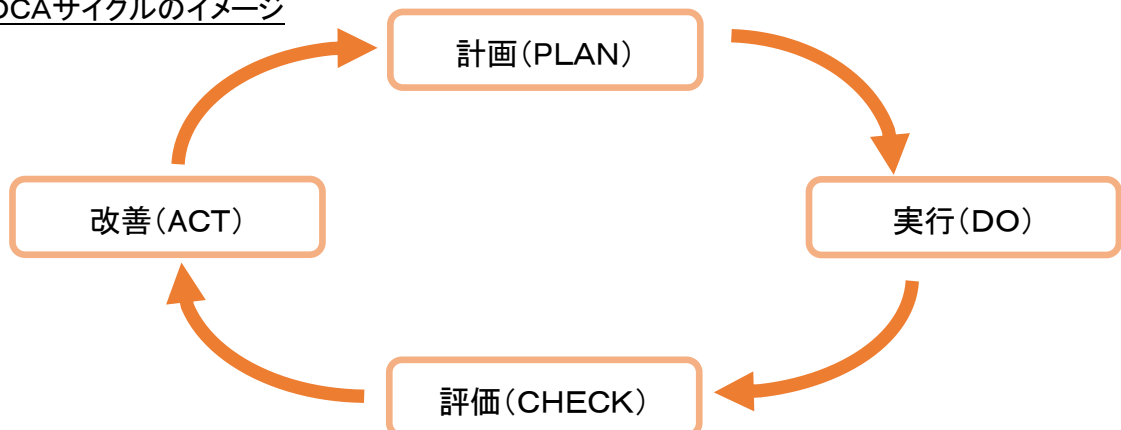 DCAサイクルのイメージ
計画(PLAN)
実行(DO)
評価(CHECK)
改善(ACT)